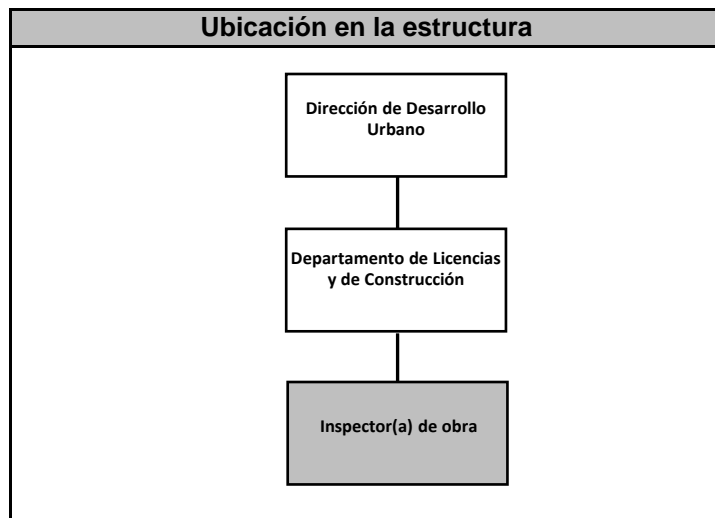 Ubicación en la estructura
Dirección de Desarrollo
Urbano
Departamento de Licencias
y de Construcción
Inspector(a) de obra